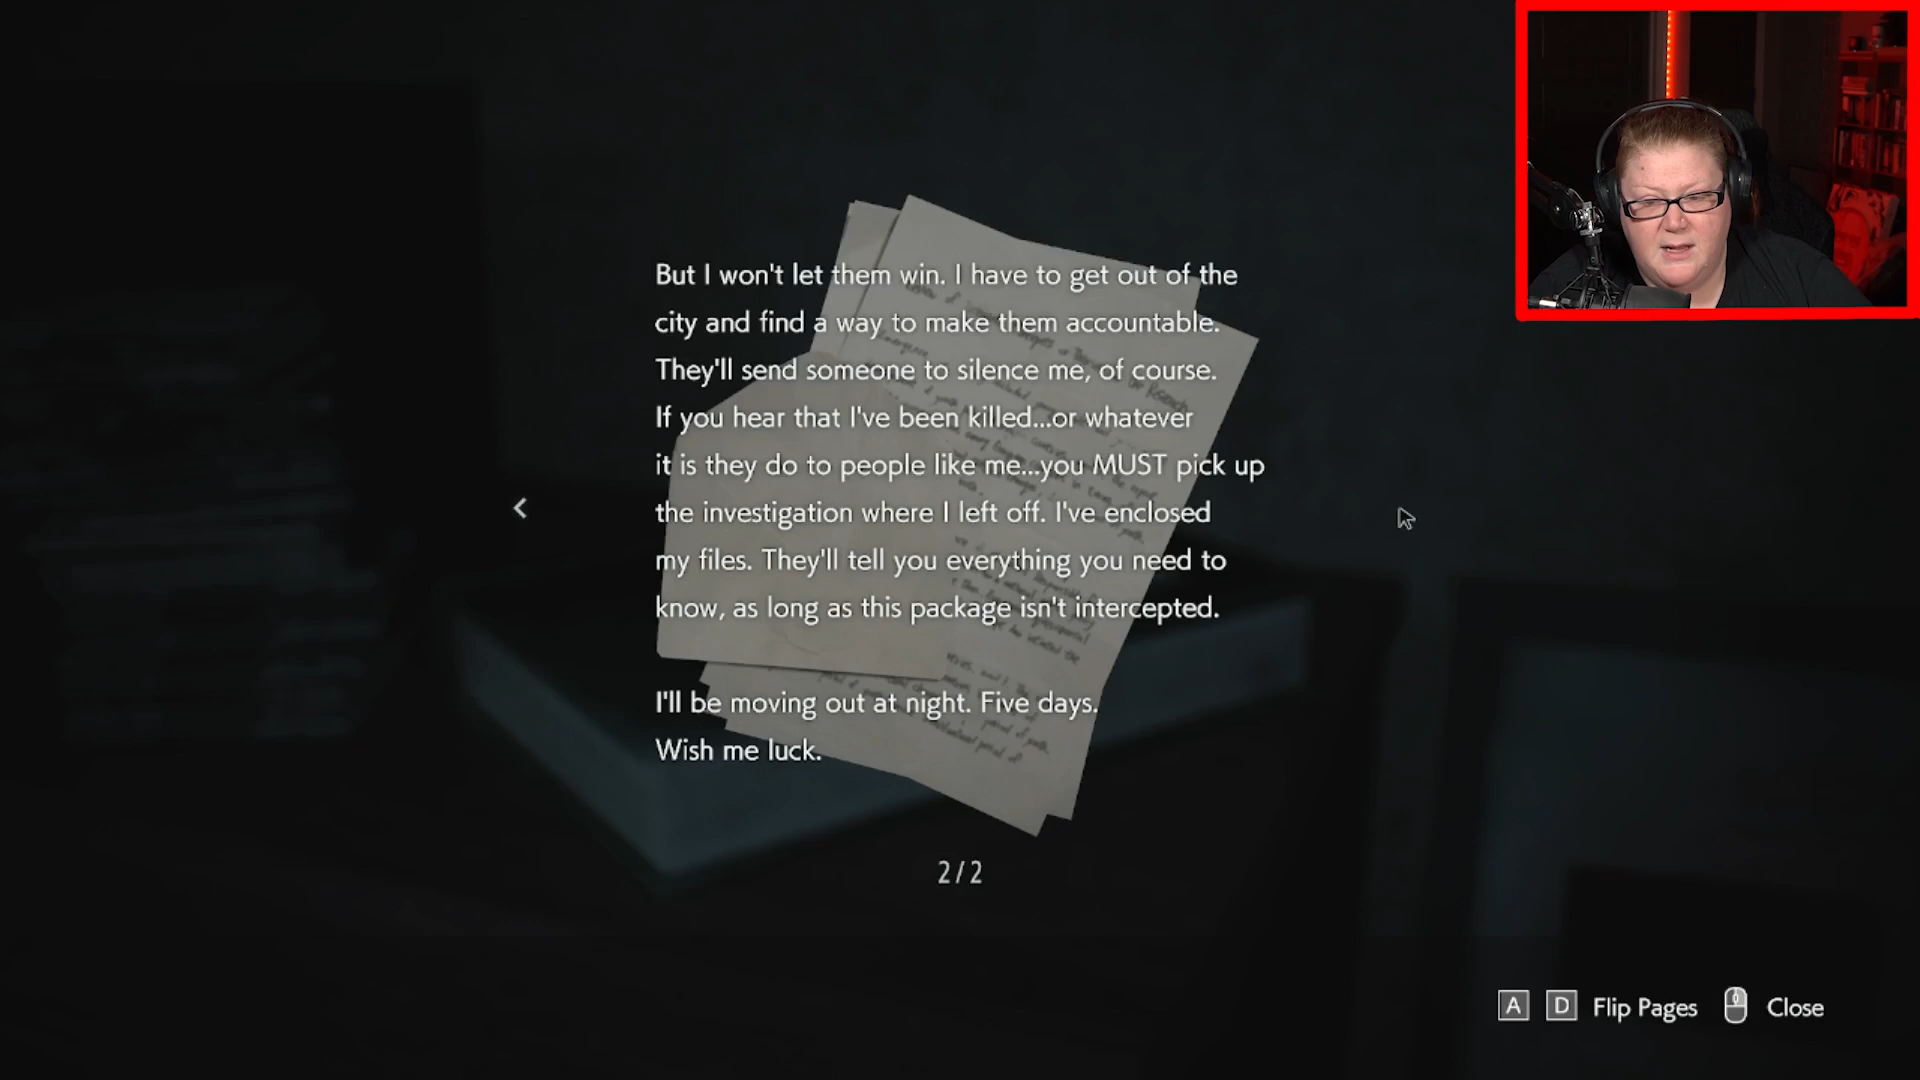 But I won't let them win. I have to get out of the
city and find a way to make them accountable.
They'll send someone to silence me, of course.
If you hear that I've been killed...or whatever
it is they do to people like me...you MUST pick up
the investigation where I left off. I've enclosed
my files. They'll tell you everything you need to
know, as long as this package isn't intercepted.
I'll be moving out at night. Five days.
Wish me luck.
<
2/2
A D Flip Pages Close